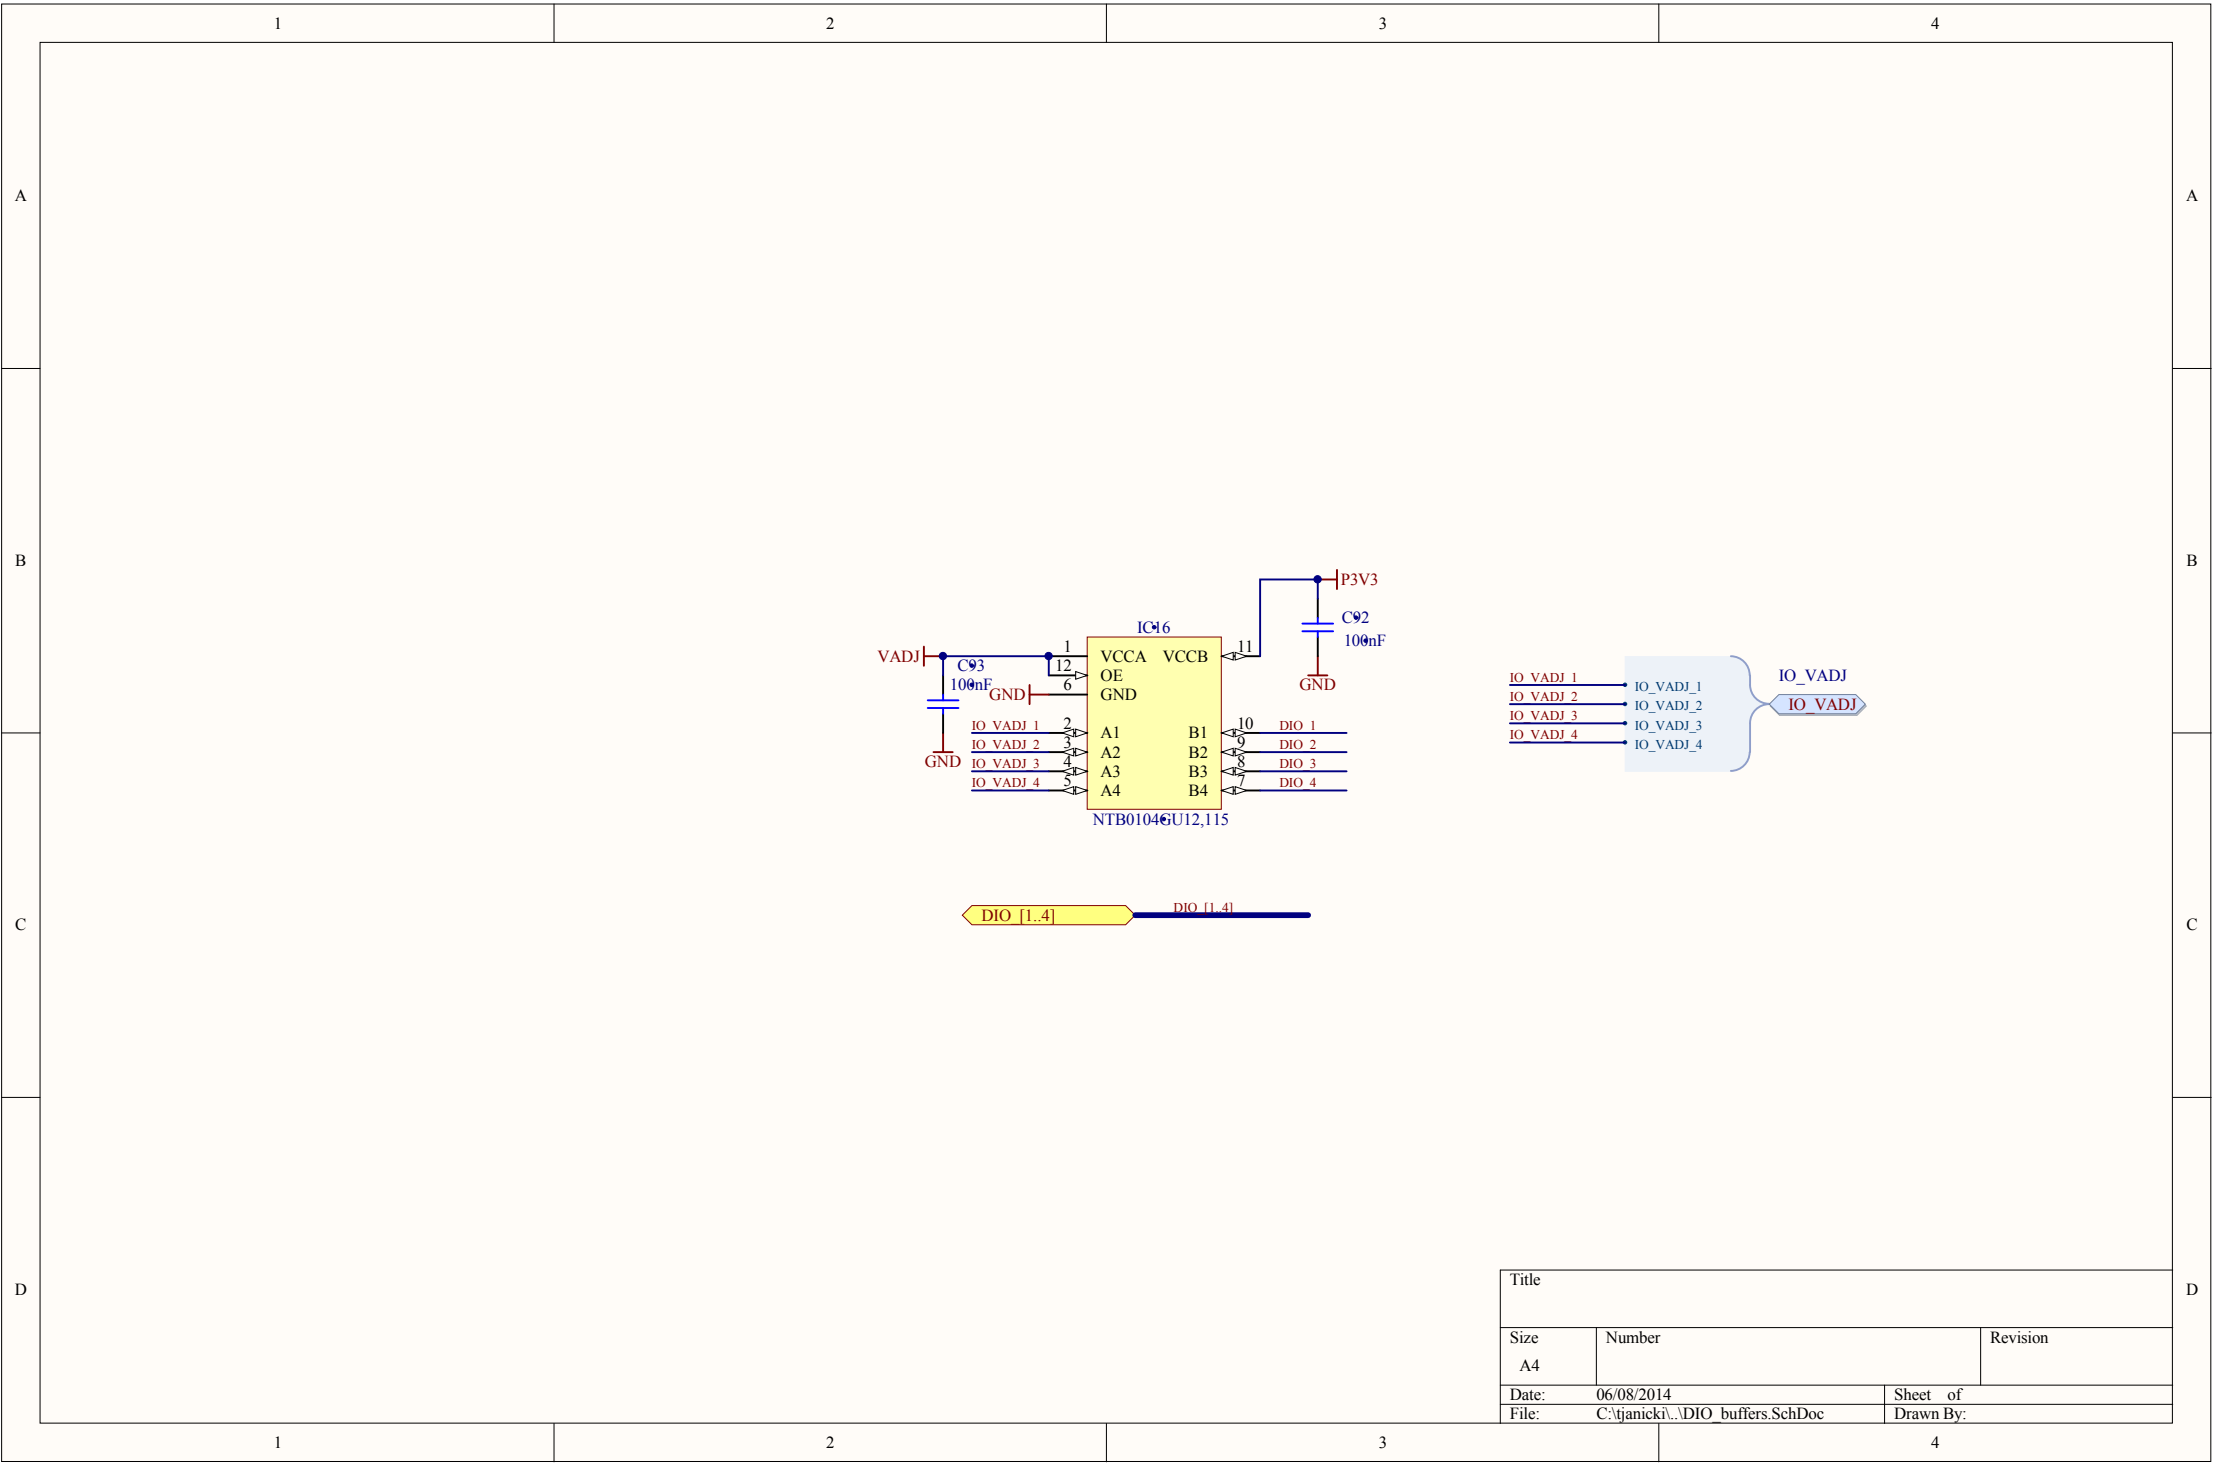 1 2 3 4
A A
B B
C C
D D
P3V3
C92
100nF
GND
IC16
VADJ
C93
100nF
GND
GND
1 VCCA VCCB 11
12 OE
6 GND
IO_VADJ_1 2 A1 B1 10 DIO_1
IO_VADJ_2 3 A2 B2 9 DIO_2
IO_VADJ_3 4 A3 B3 8 DIO_3
IO_VADJ_4 5 A4 B4 7 DIO_4
NTB0104GU12,115
IO_VADJ_1 IO_VADJ_1
IO_VADJ_2 IO_VADJ_2
IO_VADJ_3 IO_VADJ_3
IO_VADJ_4 IO_VADJ_4
IO_VADJ
IO_VADJ
DIO_[1..4] DIO_[1..4]
Title
Size Number Revision
A4
Date: 06/08/2014 Sheet of
File: C:\tjanicki\..\DIO_buffers.SchDoc Drawn By:
1 2 3 4